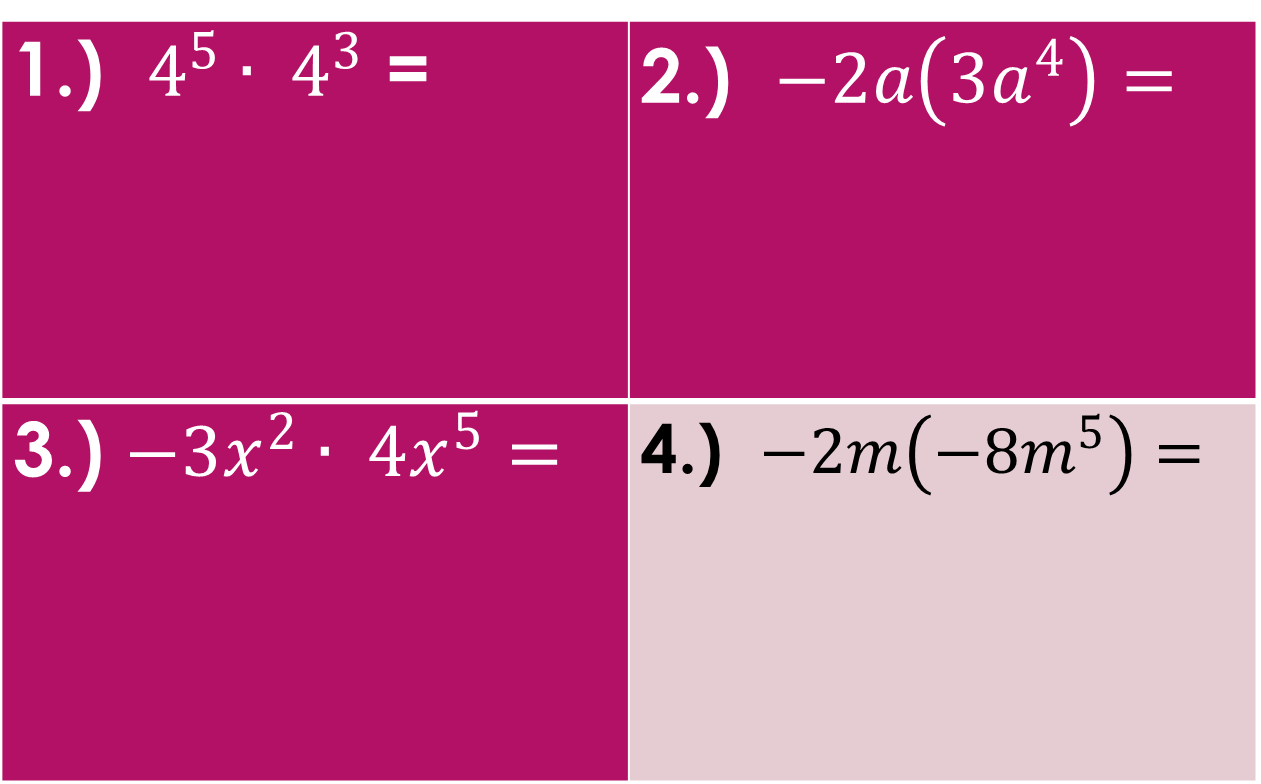 1.) 4⁵ · 4³ =
2.) −2a(3a⁴) =
3.) −3x² · 4x⁵ =
4.) −2m(−8m⁵) =